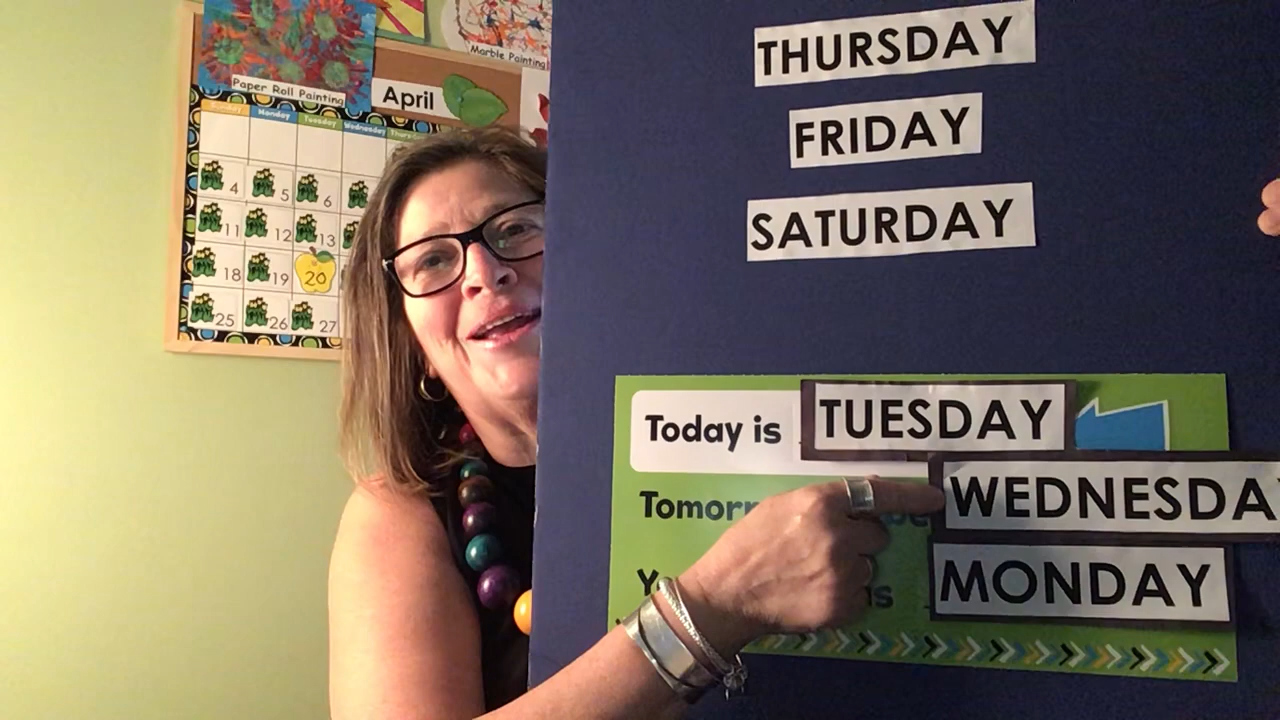 Marble Painting
Paper Roll Painting
April
Sunday Monday Tuesday Wednesday
4 5 6
11 12 13
18 19 20
25 26 27
THURSDAY
FRIDAY
SATURDAY
Today is TUESDAY
WEDNESDA
MONDAY